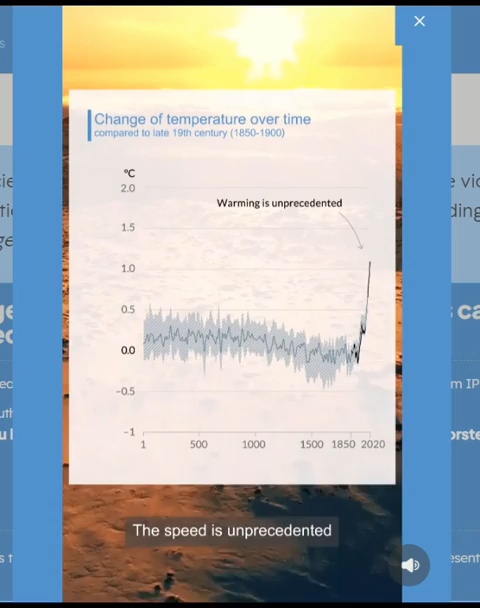 Change of temperature over time
compared to late 19th century (1850-1900)
°C
2.0
Warming is unprecedented
1.5
1.0
0.5
0.0
−0.5
−1
1 500 1000 1500 1850 2020
The speed is unprecedented